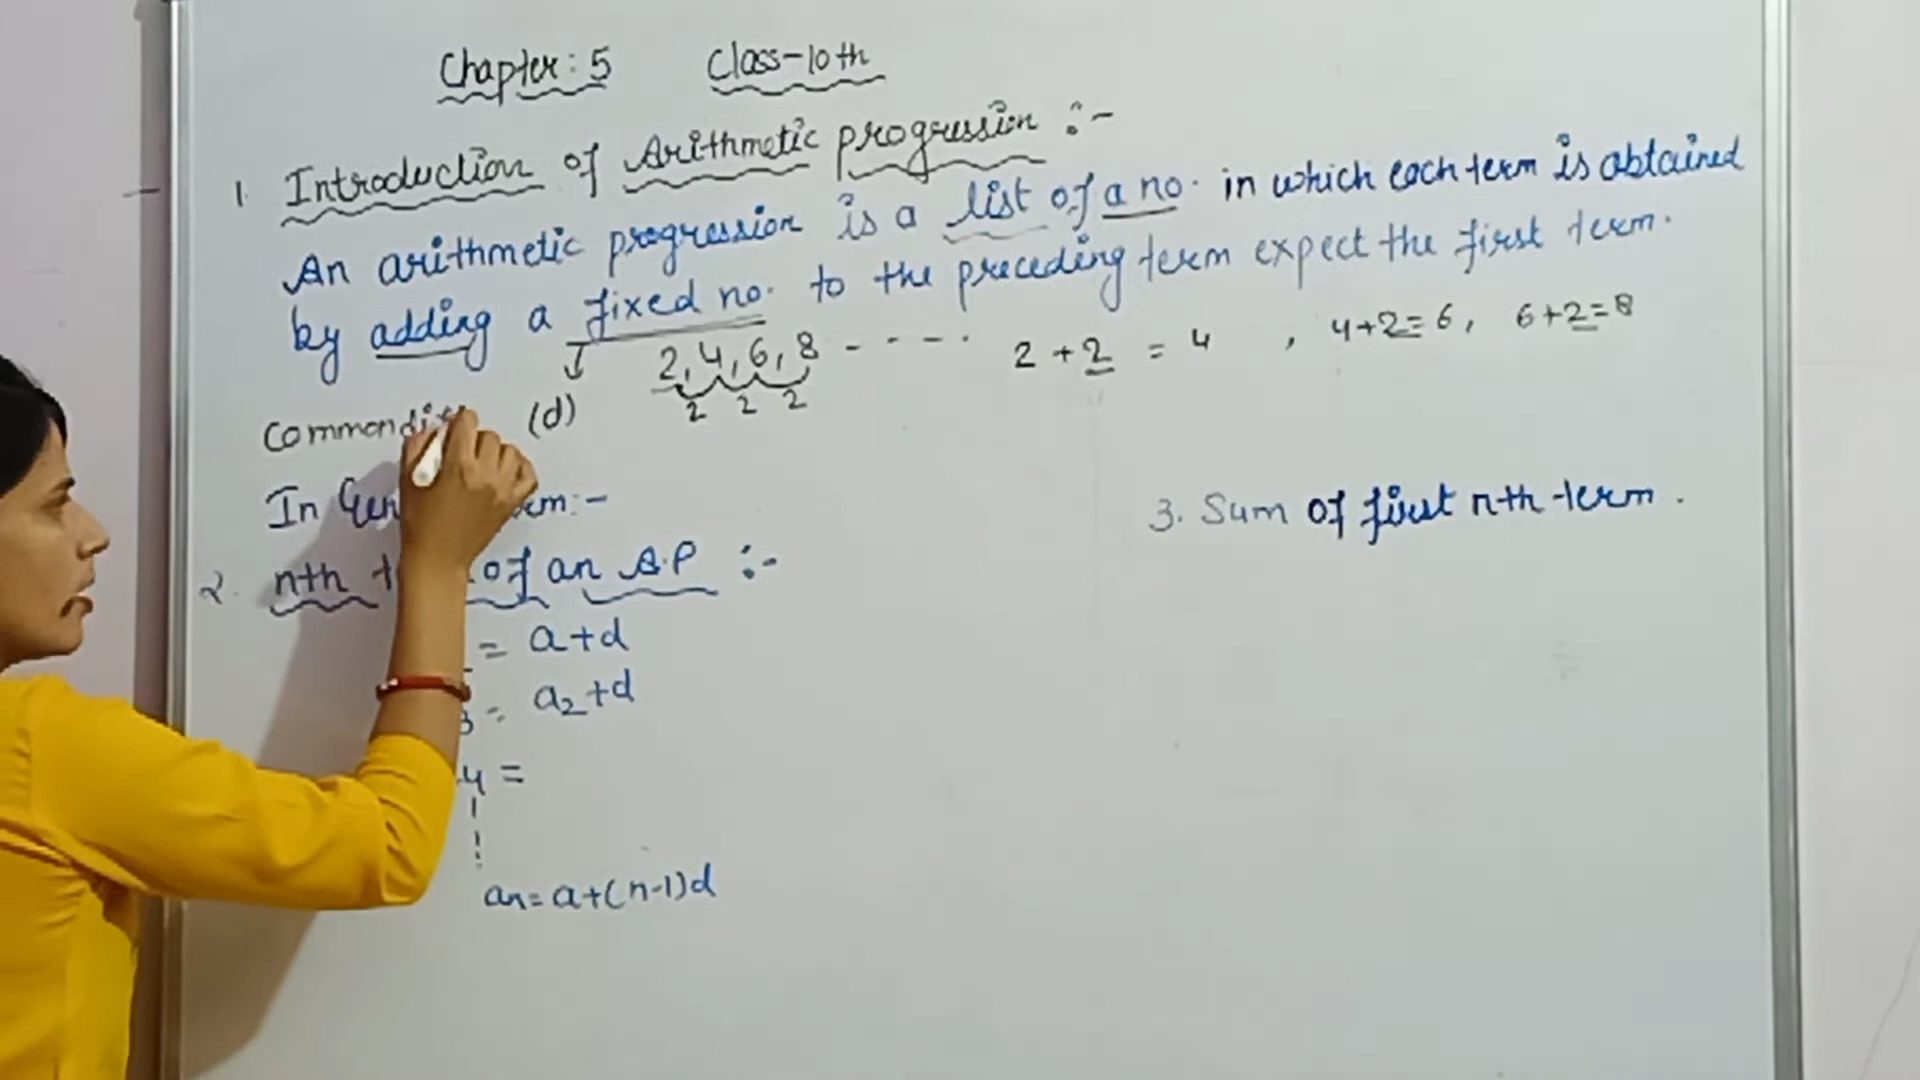 Chapter: 5 Class-10th
1. Introduction of Arithmetic progression :-
An arithmetic progression is a list of a no. in which each term is obtained
by adding a fixed no. to the preceding term expect the first term.
2, 4, 6, 8 - - - - . 2 + 2 = 4 , 4+2=6, 6+2=8
2 2 2
(d)
In :-
3. Sum of first nth term.
2. nth of an A.P :-
= a+d
3 = a2+d
4 =
an = a+(n-1)d